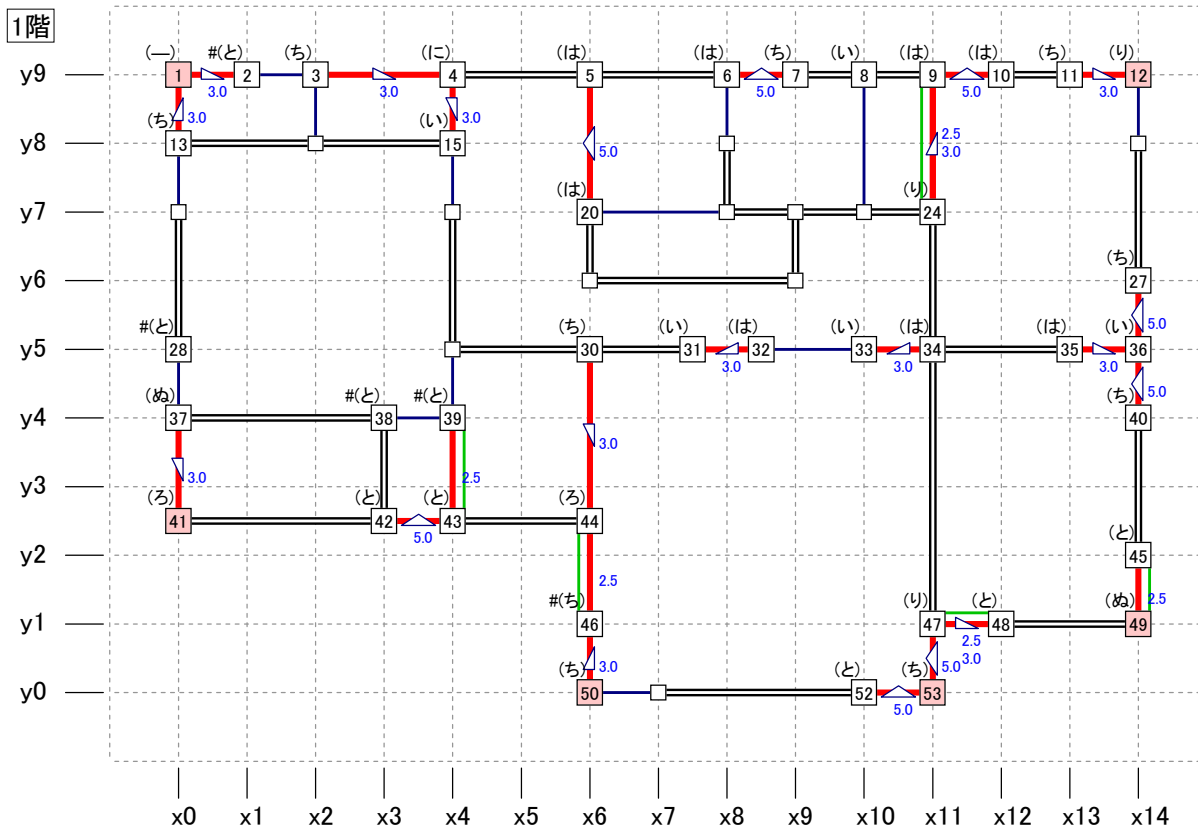 1階
(―) #(と) (ち) (に) (は) (は) (ち) (い) (は) (は) (ち) (り)
y9 1 2 3 4 5 6 7 8 9 10 11 12
3.0 3.0 5.0 5.0 3.0
3.0 3.0
(ち) (い)
y8 13 15
5.0 2.5
3.0
(は) (り)
y7 20 24
(ち)
y6 27
5.0
#(と) (ち) (い) (は) (い) (は) (は) (い)
y5 28 30 31 32 33 34 35 36
3.0 3.0 3.0
5.0
(ぬ) #(と) #(と) (ち)
y4 37 38 39 40
3.0
3.0 2.5
y3
(ろ) (と) (と) (ろ)
41 42 43 44
5.0
(と)
y2 45
2.5 2.5
#(ち) (り) (と) (ぬ)
y1 46 47 48 49
2.5
3.0 5.0 3.0
(ち) (と) (ち)
y0 50 52 53
5.0
x0 x1 x2 x3 x4 x5 x6 x7 x8 x9 x10 x11 x12 x13 x14